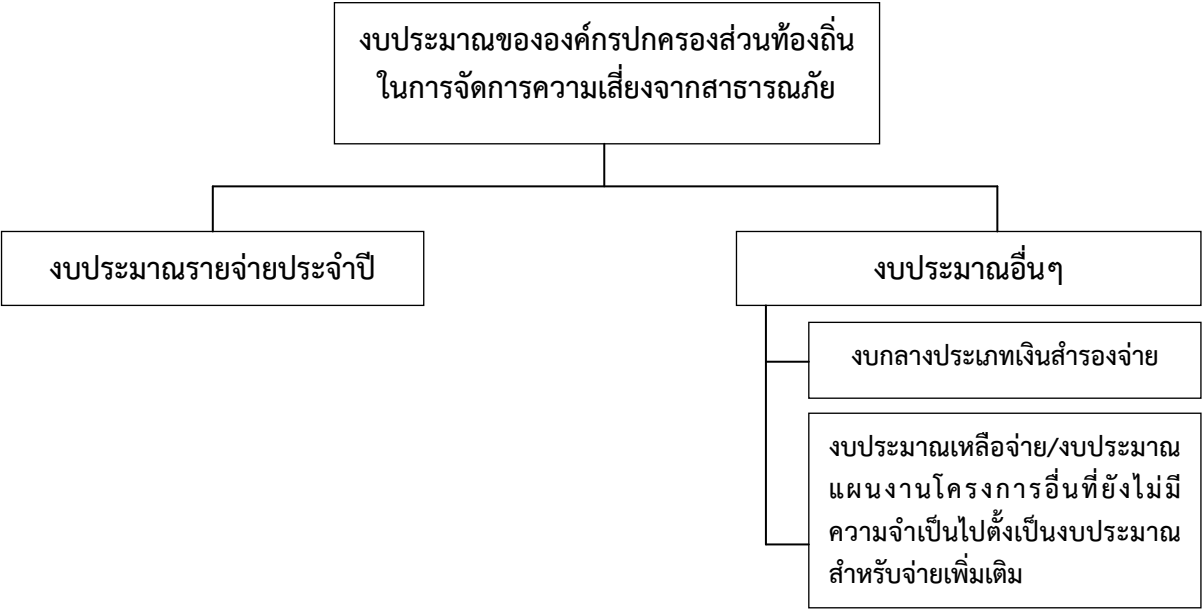 งบประมาณขององค์กรปกครองส่วนท้องถิ่น
ในการจัดการความเสี่ยงจากสาธารณภัย
งบประมาณรายจ่ายประจำปี
งบประมาณอื่นๆ
งบกลางประเภทเงินสำรองจ่าย
งบประมาณเหลือจ่าย/งบประมาณ
แผนงานโครงการอื่นที่ยังไม่มี
ความจำเป็นไปตั้งเป็นงบประมาณ
สำหรับจ่ายเพิ่มเติม